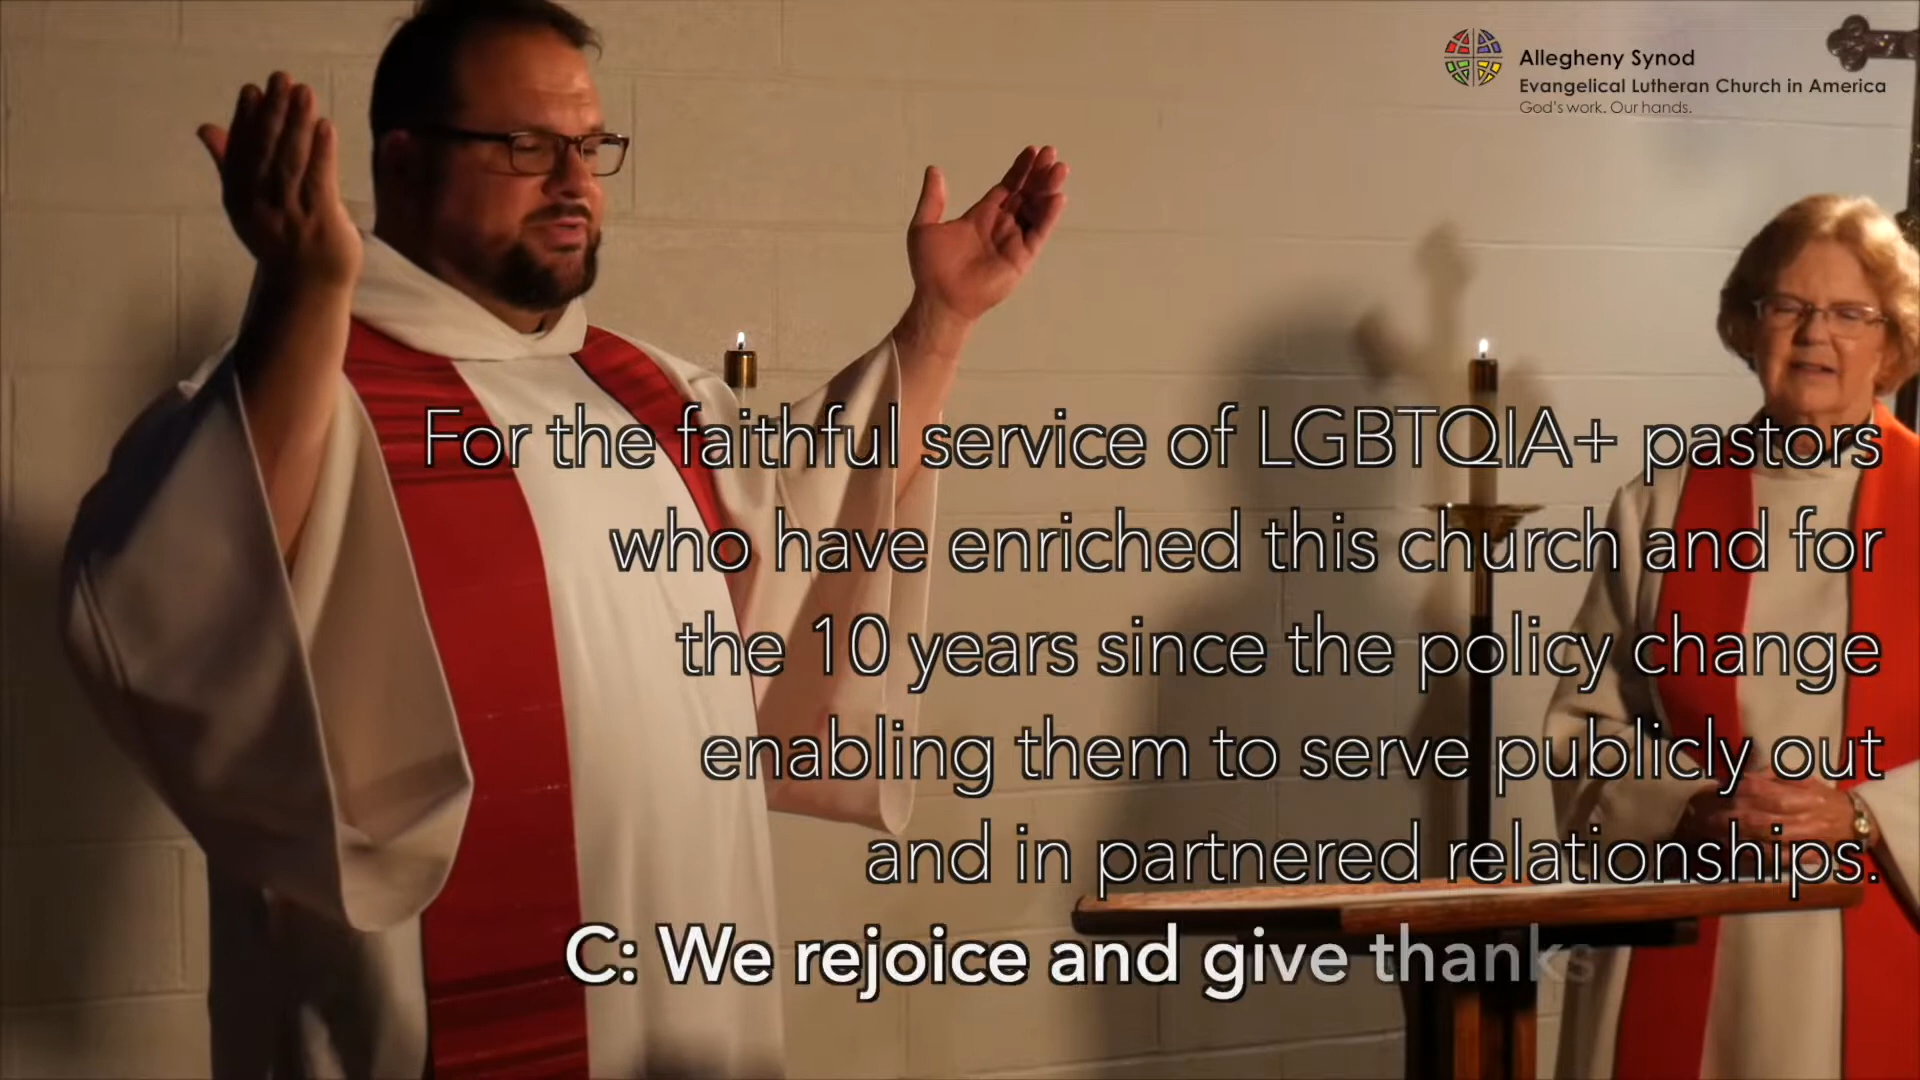 Allegheny Synod
Evangelical Lutheran Church in America
God's work. Our hands.
For the faithful service of LGBTQIA+ pastors
who have enriched this church and for
the 10 years since the policy change
enabling them to serve publicly out
and in partnered relationships.
C: We rejoice and give thanks